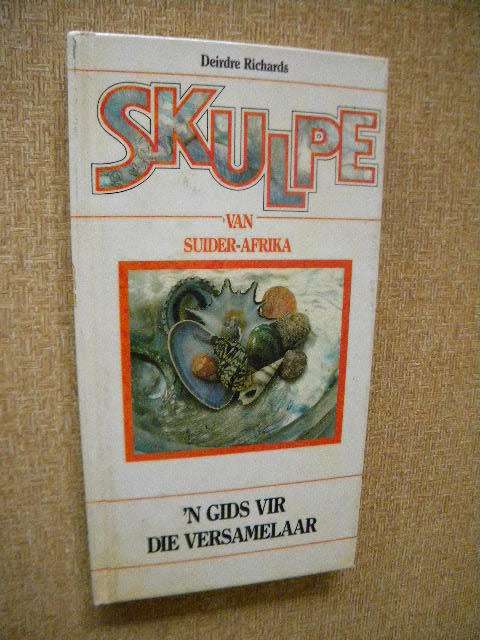 Deirdre Richards
SKULPE
VAN
SUIDER-AFRIKA
'N GIDS VIR
DIE VERSAMELAAR